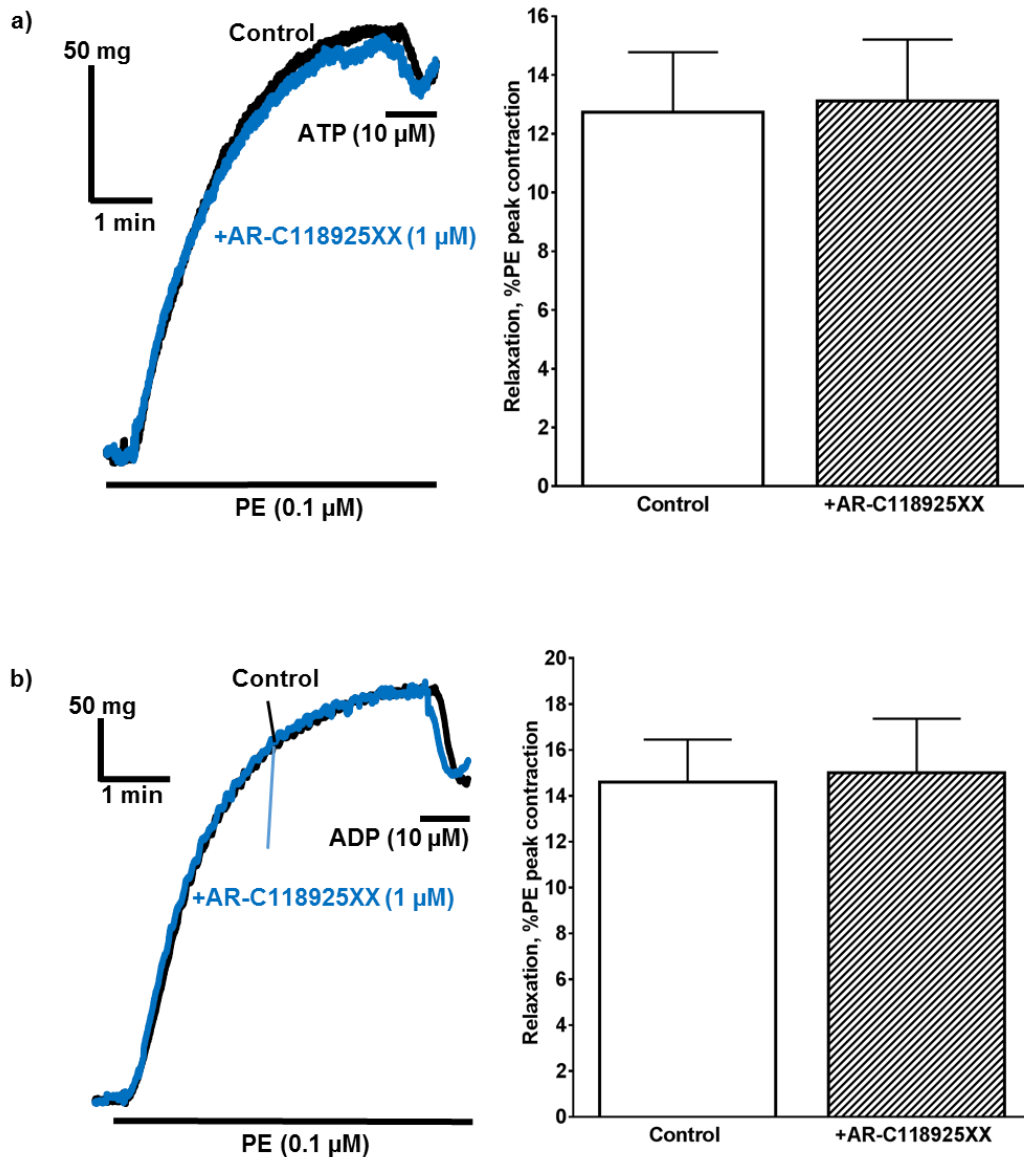 a)
Control
50 mg
1 min
ATP (10 µM)
+AR-C118925XX (1 µM)
PE (0.1 µM)
Relaxation, %PE peak contraction
16
14
12
10
8
6
4
2
0
Control
+AR-C118925XX
b)
Control
50 mg
1 min
ADP (10 µM)
+AR-C118925XX (1 µM)
PE (0.1 µM)
Relaxation, %PE peak contraction
20
18
16
14
12
10
8
6
4
2
0
Control
+AR-C118925XX